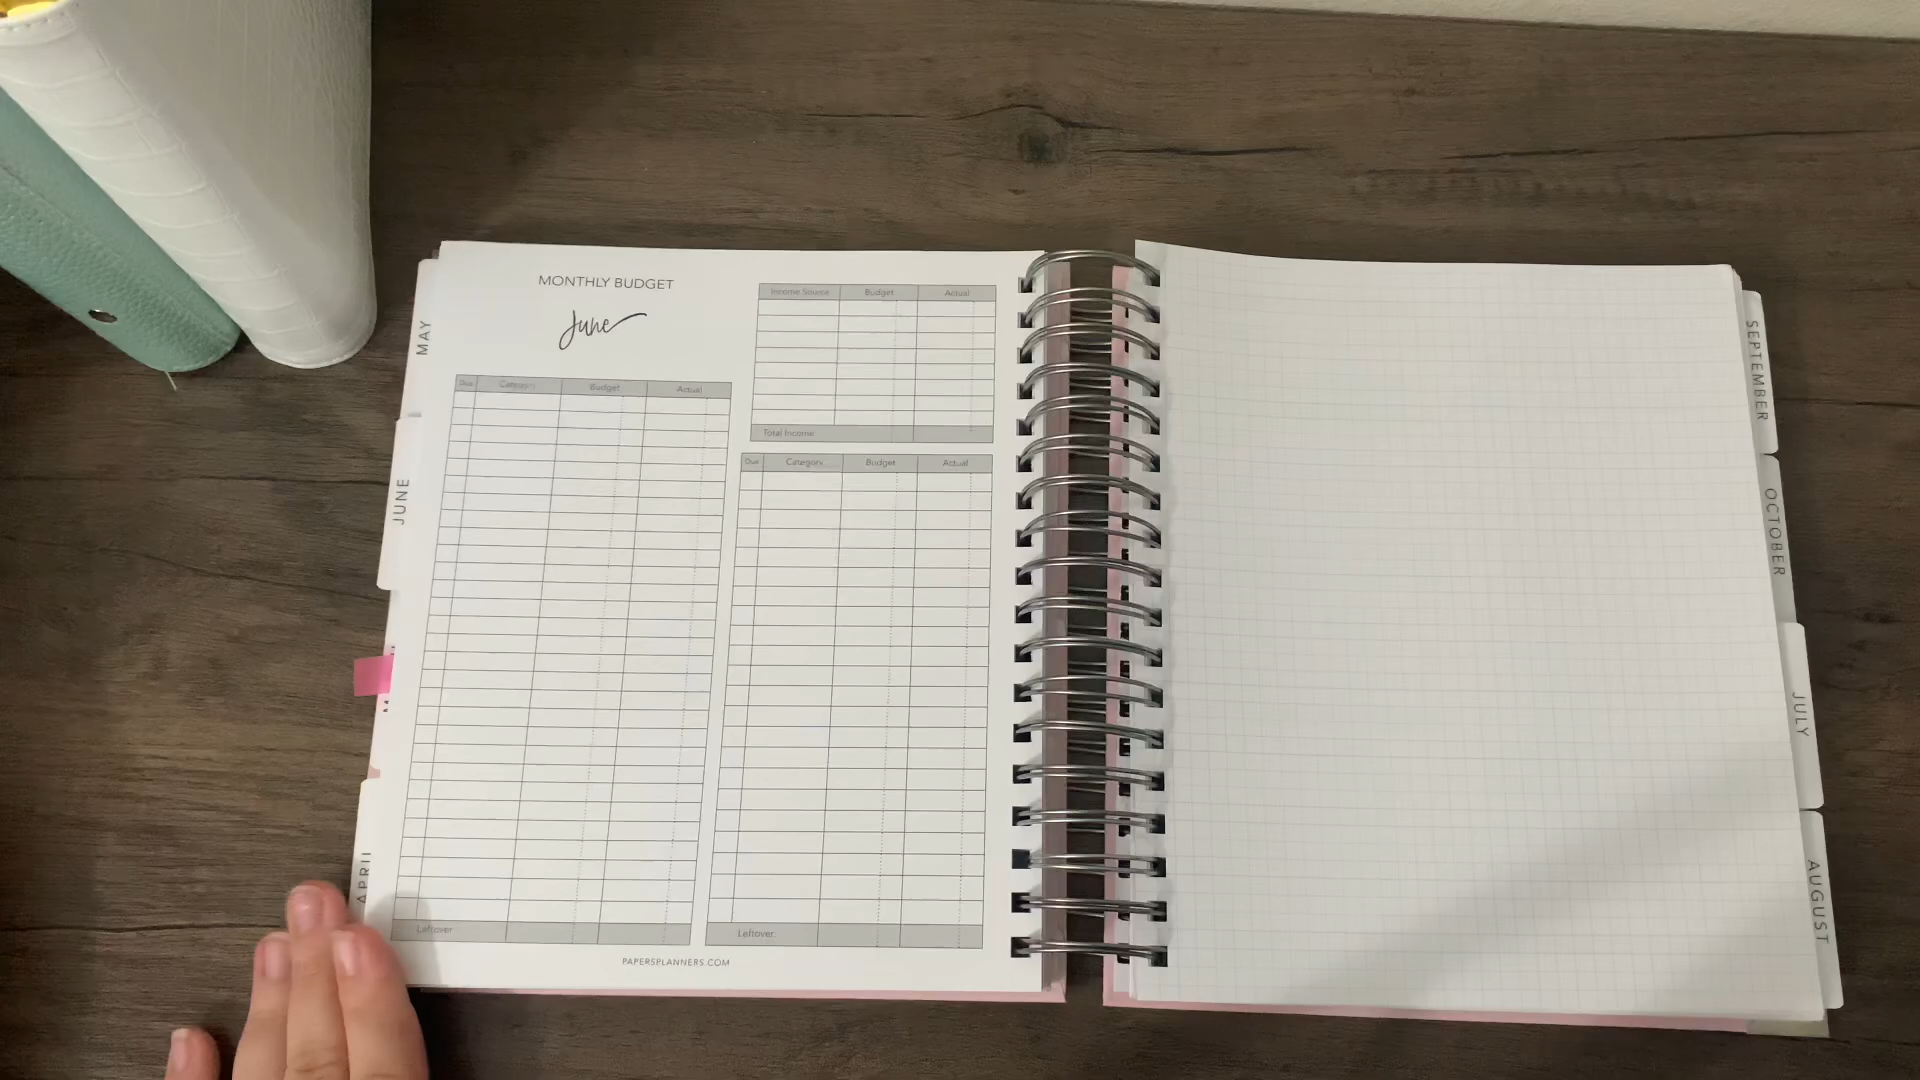 MONTHLY BUDGET
June
Income Source Budget Actual
Total Income
Due Category Budget Actual
Leftover
Due Category Budget Actual
Leftover
PAPERSPLANNERS.COM
MAY
JUNE
APRIL
SEPTEMBER
OCTOBER
JULY
AUGUST